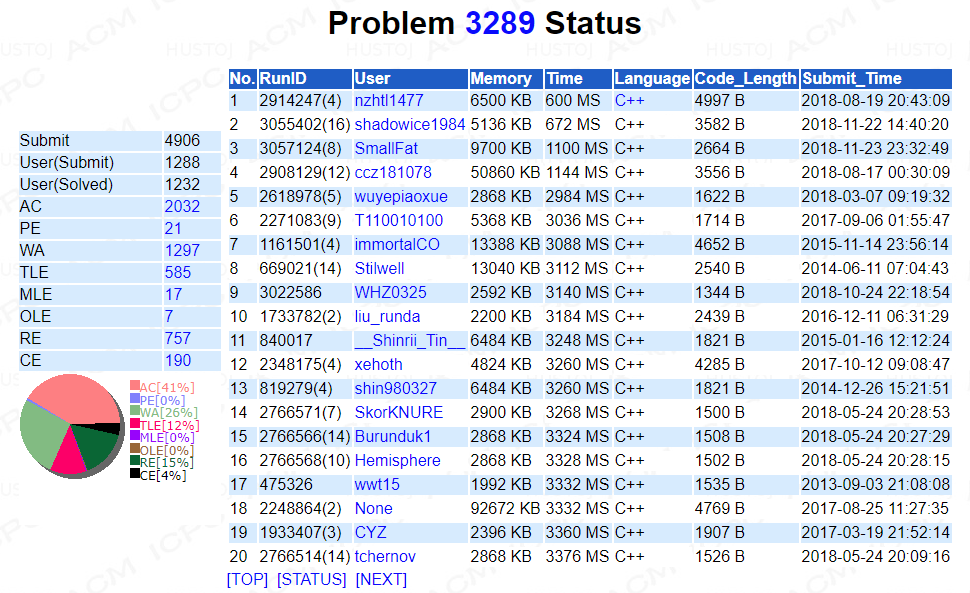 Problem 3289 Status
No. RunID User Memory Time Language Code_Length Submit_Time
1 2914247(4) nzhtl1477 6500 KB 600 MS C++ 4997 B 2018-08-19 20:43:09
2 3055402(16) shadowice1984 5136 KB 672 MS C++ 3582 B 2018-11-22 14:40:20
3 3057124(8) SmallFat 9700 KB 1100 MS C++ 2664 B 2018-11-23 23:32:49
4 2908129(12) ccz181078 50860 KB 1144 MS C++ 3556 B 2018-08-17 00:30:09
5 2618978(5) wuyepiaoxue 2868 KB 2984 MS C++ 1622 B 2018-03-07 09:19:32
6 2271083(9) T110010100 5368 KB 3036 MS C++ 1714 B 2017-09-06 01:55:47
7 1161501(4) immortalCO 13388 KB 3088 MS C++ 4652 B 2015-11-14 23:56:14
8 669021(14) Stilwell 13040 KB 3112 MS C++ 2540 B 2014-06-11 07:04:43
9 3022586 WHZ0325 2592 KB 3140 MS C++ 1344 B 2018-10-24 22:18:54
10 1733782(2) liu_runda 2200 KB 3184 MS C++ 2439 B 2016-12-11 06:31:29
11 840017 __Shinrii_Tin__ 6484 KB 3248 MS C++ 1821 B 2015-01-16 12:12:24
12 2348175(4) xehoth 4824 KB 3260 MS C++ 4285 B 2017-10-12 09:08:47
13 819279(4) shin980327 6484 KB 3260 MS C++ 1821 B 2014-12-26 15:21:51
14 2766571(7) SkorKNURE 2900 KB 3268 MS C++ 1500 B 2018-05-24 20:28:53
15 2766566(14) Burunduk1 2868 KB 3324 MS C++ 1508 B 2018-05-24 20:27:29
16 2766568(10) Hemisphere 2868 KB 3328 MS C++ 1502 B 2018-05-24 20:28:15
17 475326 wwt15 1992 KB 3332 MS C++ 1535 B 2013-09-03 21:08:08
18 2248864(2) None 92672 KB 3332 MS C++ 4769 B 2017-08-25 11:27:35
19 1933407(3) CYZ 2396 KB 3360 MS C++ 1907 B 2017-03-19 21:52:14
20 2766514(14) tchernov 2868 KB 3376 MS C++ 1526 B 2018-05-24 20:09:16
[TOP] [STATUS] [NEXT]
Submit 4906
User(Submit) 1288
User(Solved) 1232
AC 2032
PE 21
WA 1297
TLE 585
MLE 17
OLE 7
RE 757
CE 190
AC[41%]
PE[0%]
WA[26%]
TLE[12%]
MLE[0%]
OLE[0%]
RE[15%]
CE[4%]
HUSTOJ
ACM
ICPC